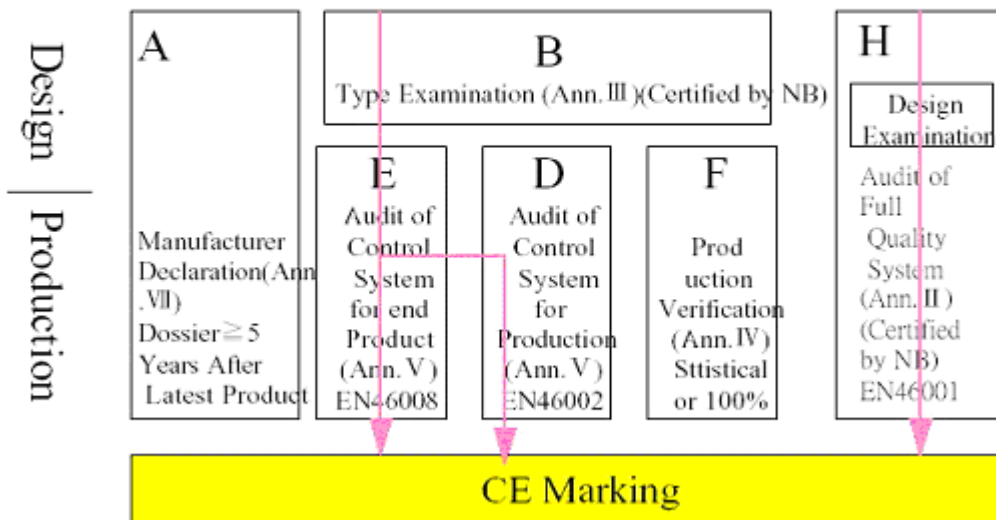 Design
Production
A
Manufacturer
Declaration(Ann
.Ⅶ)
Dossier≧5
Years After
Latest Product
B
Type Examination (Ann.Ⅲ)(Certified by NB)
E
Audit of
Control
System
for end
Product
(Ann.Ⅴ)
EN46008
D
Audit of
Control
System
for
Production
(Ann.Ⅴ)
EN46002
F
Prod
uction
Verification
(Ann.Ⅳ)
Sttistical
or 100%
H
Design
Examination
Audit of
Full
Quality
System
(Ann.Ⅱ)
(Certified
by NB)
EN46001
CE Marking